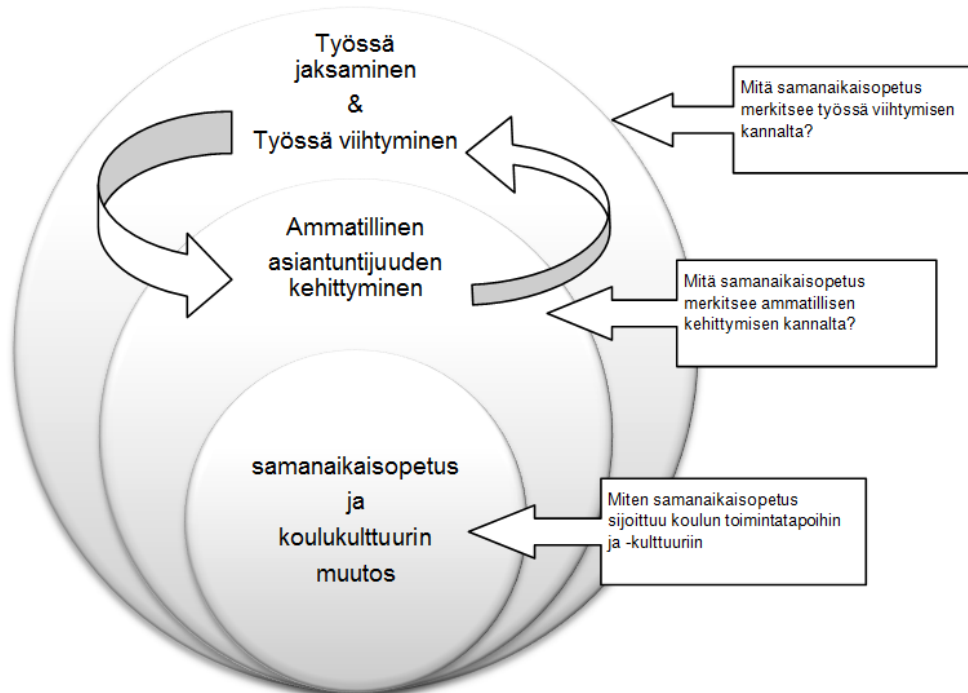 Työssä
jaksaminen
&
Työssä viihtyminen
Ammatillinen
asiantuntijuuden
kehittyminen
samanaikaisopetus
ja
koulukulttuurin
muutos
Mitä samanaikaisopetus
merkitsee työssä viihtymisen
kannalta?
Mitä samanaikaisopetus
merkitsee ammatillisen
kehittymisen kannalta?
Miten samanaikaisopetus
sijoittuu koulun toimintatapoihin
ja -kulttuuriin